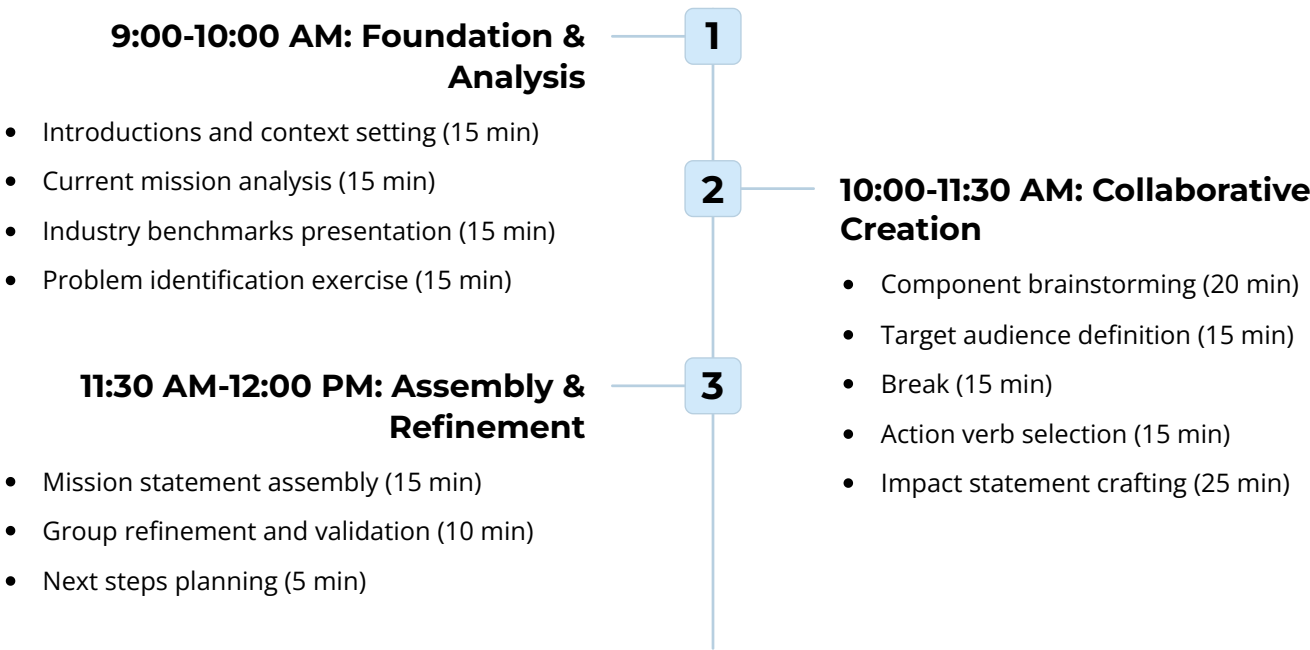 9:00-10:00 AM: Foundation &
Analysis
• Introductions and context setting (15 min)
• Current mission analysis (15 min)
• Industry benchmarks presentation (15 min)
• Problem identification exercise (15 min)
1
2
10:00-11:30 AM: Collaborative
Creation
• Component brainstorming (20 min)
• Target audience definition (15 min)
• Break (15 min)
• Action verb selection (15 min)
• Impact statement crafting (25 min)
11:30 AM-12:00 PM: Assembly &
Refinement
3
• Mission statement assembly (15 min)
• Group refinement and validation (10 min)
• Next steps planning (5 min)